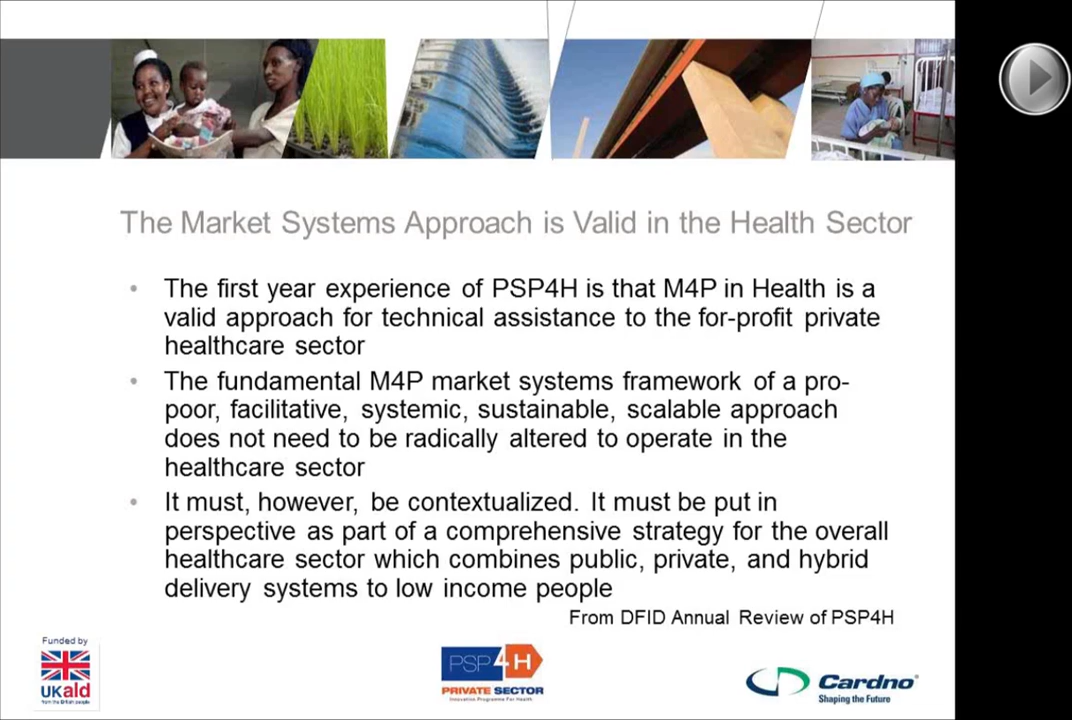 The Market Systems Approach is Valid in the Health Sector
• The first year experience of PSP4H is that M4P in Health is a
valid approach for technical assistance to the for-profit private
healthcare sector
• The fundamental M4P market systems framework of a pro-
poor, facilitative, systemic, sustainable, scalable approach
does not need to be radically altered to operate in the
healthcare sector
• It must, however, be contextualized. It must be put in
perspective as part of a comprehensive strategy for the overall
healthcare sector which combines public, private, and hybrid
delivery systems to low income people
From DFID Annual Review of PSP4H
Funded by
UKaid
from the British people
PSP4H
PRIVATE SECTOR
Innovation Programme For Health
Cardno®
Shaping the Future